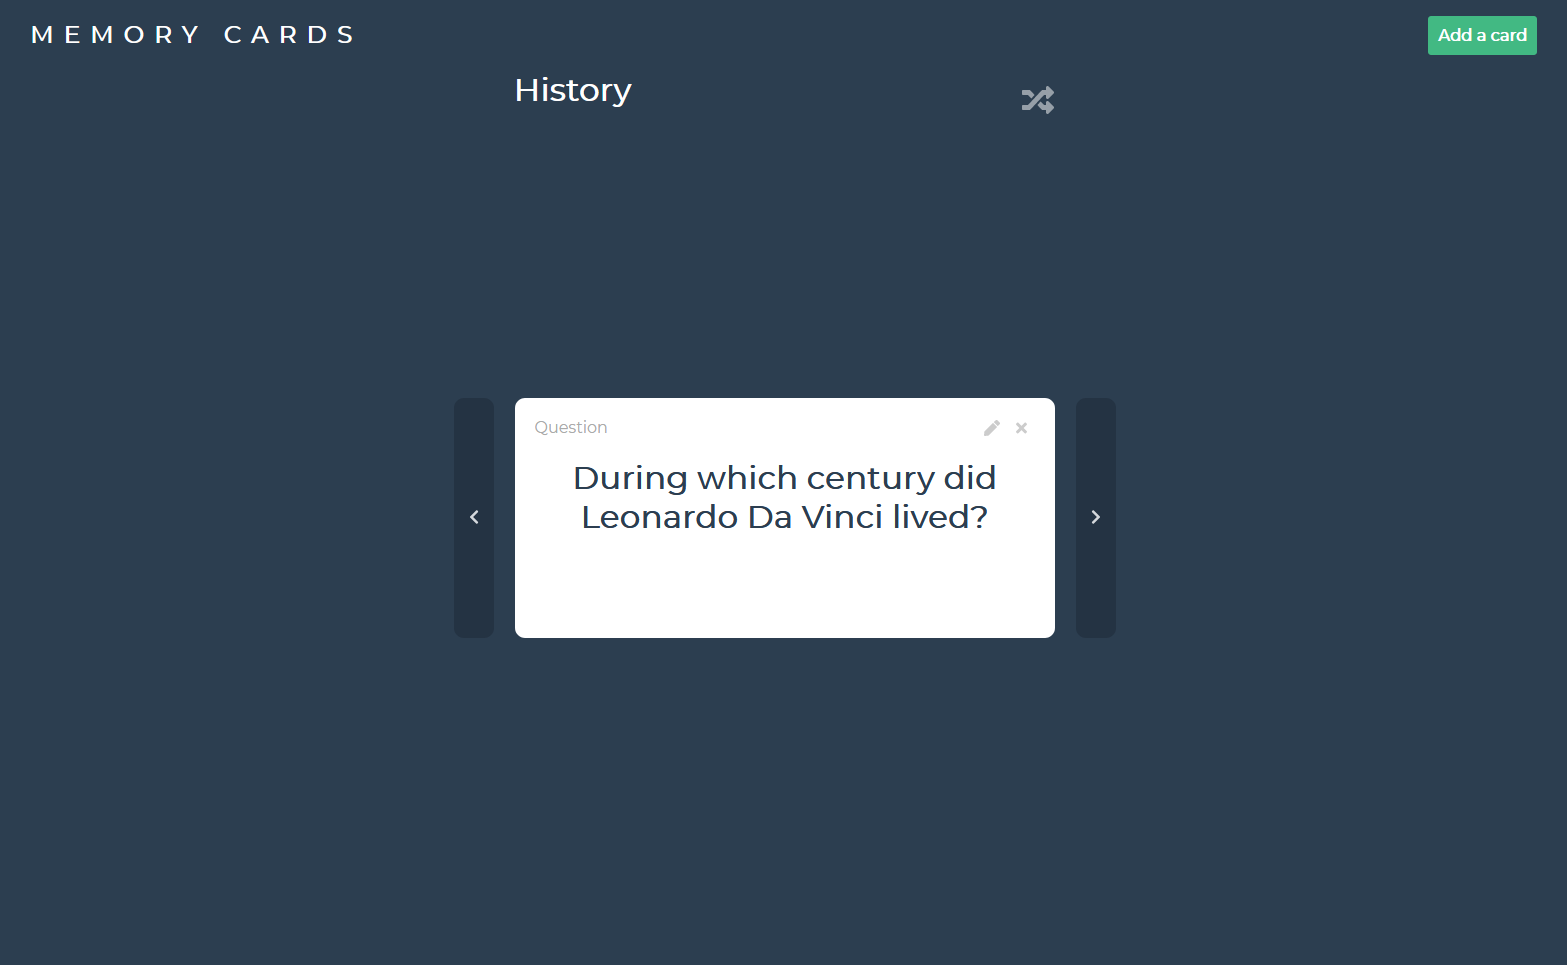 MEMORY CARDS
Add a card
History
Question
During which century did
Leonardo Da Vinci lived?